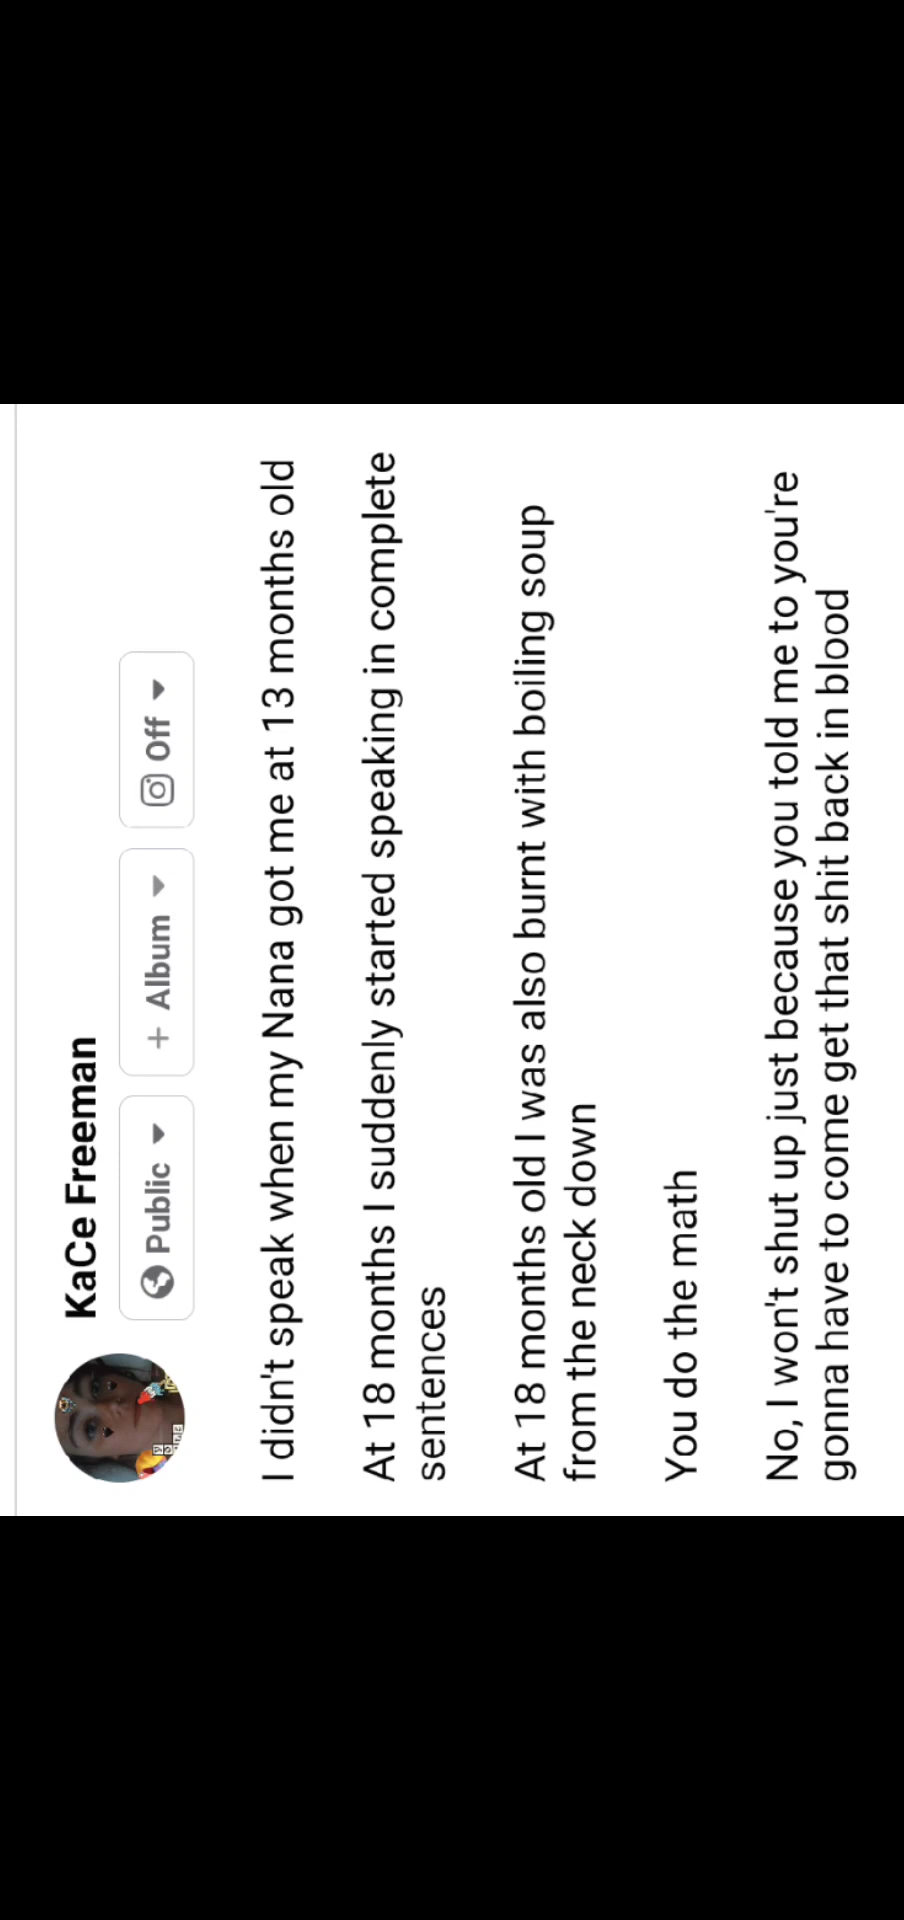 KaCe Freeman
Public
+ Album
Off
I didn't speak when my Nana got me at 13 months old
At 18 months I suddenly started speaking in complete
sentences
At 18 months old I was also burnt with boiling soup
from the neck down
You do the math
No, I won't shut up just because you told me to you're
gonna have to come get that shit back in blood